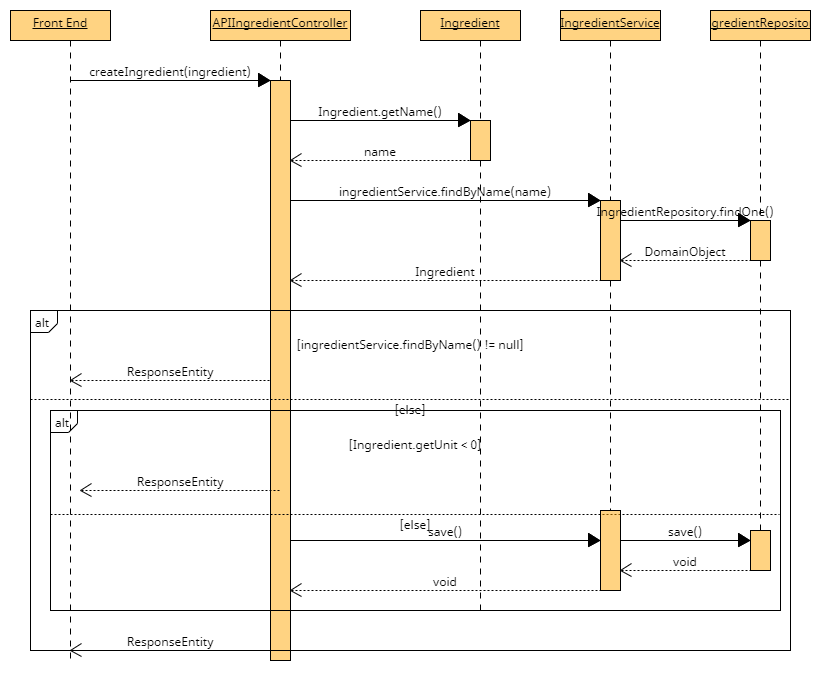 Front End
APIIngredientController
Ingredient
IngredientService
gredientReposito
createIngredient(ingredient)
Ingredient.getName()
name
ingredientService.findByName(name)
IngredientRepository.findOne()
DomainObject
Ingredient
alt
[ingredientService.findByName() != null]
ResponseEntity
[else]
alt
[Ingredient.getUnit < 0]
ResponseEntity
[else]
save()
save()
void
void
ResponseEntity